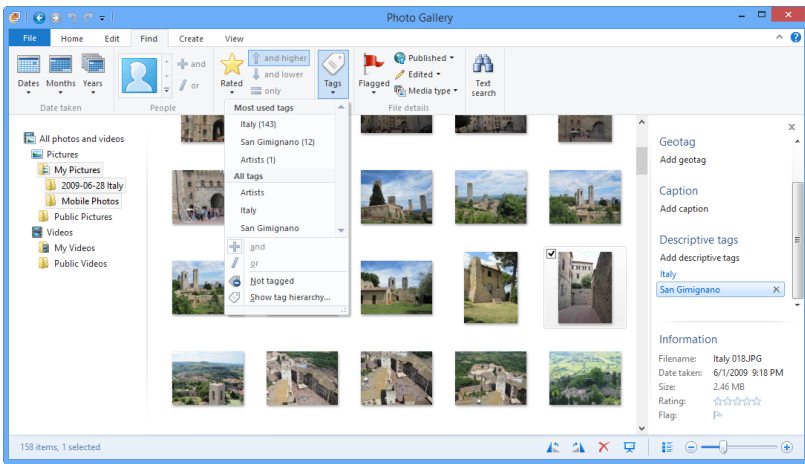 Photo Gallery
File Home Edit Find Create View
and
or
Dates Months Years
Rated
and higher
and lower
only
Tags
Flagged
Published
Edited
Media type
Text
search
Date taken
People
File details
Most used tags
Italy (143)
San Gimignano (12)
Artists (1)
All tags
Artists
Italy
San Gimignano
and
or
Not tagged
Show tag hierarchy...
All photos and videos
Pictures
My Pictures
2009-06-28 Italy
Mobile Photos
Public Pictures
Videos
My Videos
Public Videos
Geotag
Add geotag
Caption
Add caption
Descriptive tags
Add descriptive tags
Italy
San Gimignano
Information
Filename: Italy 018.JPG
Date taken: 6/1/2009 9:18 PM
Size: 2.46 MB
Rating:
Flag:
158 items, 1 selected